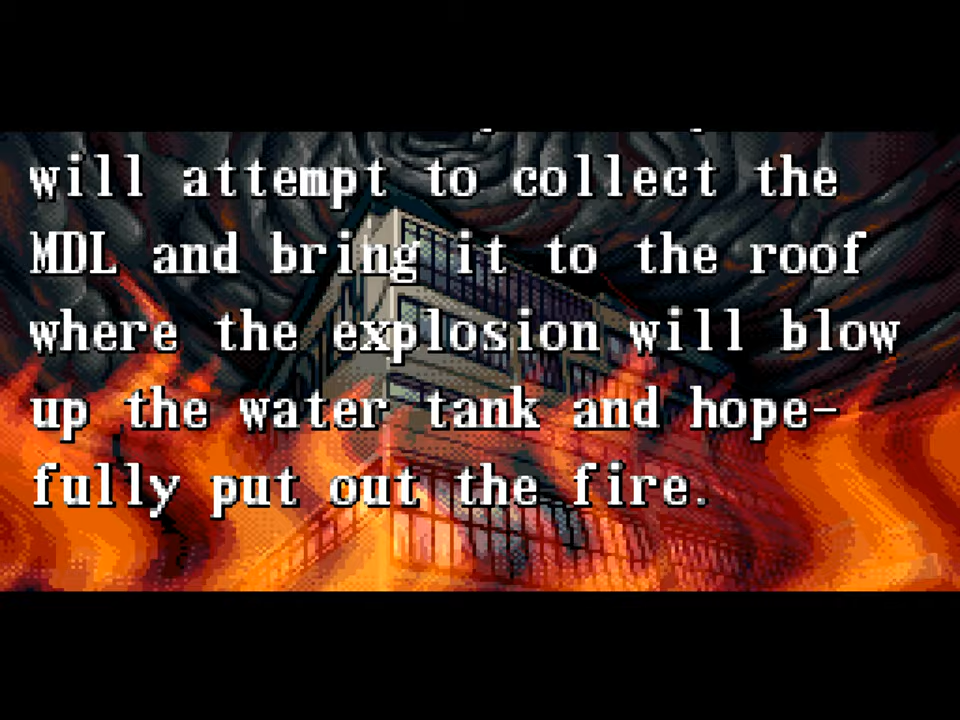 will attempt to collect the
MDL and bring it to the roof
where the explosion will blow
up the water tank and hope-
fully put out the fire.